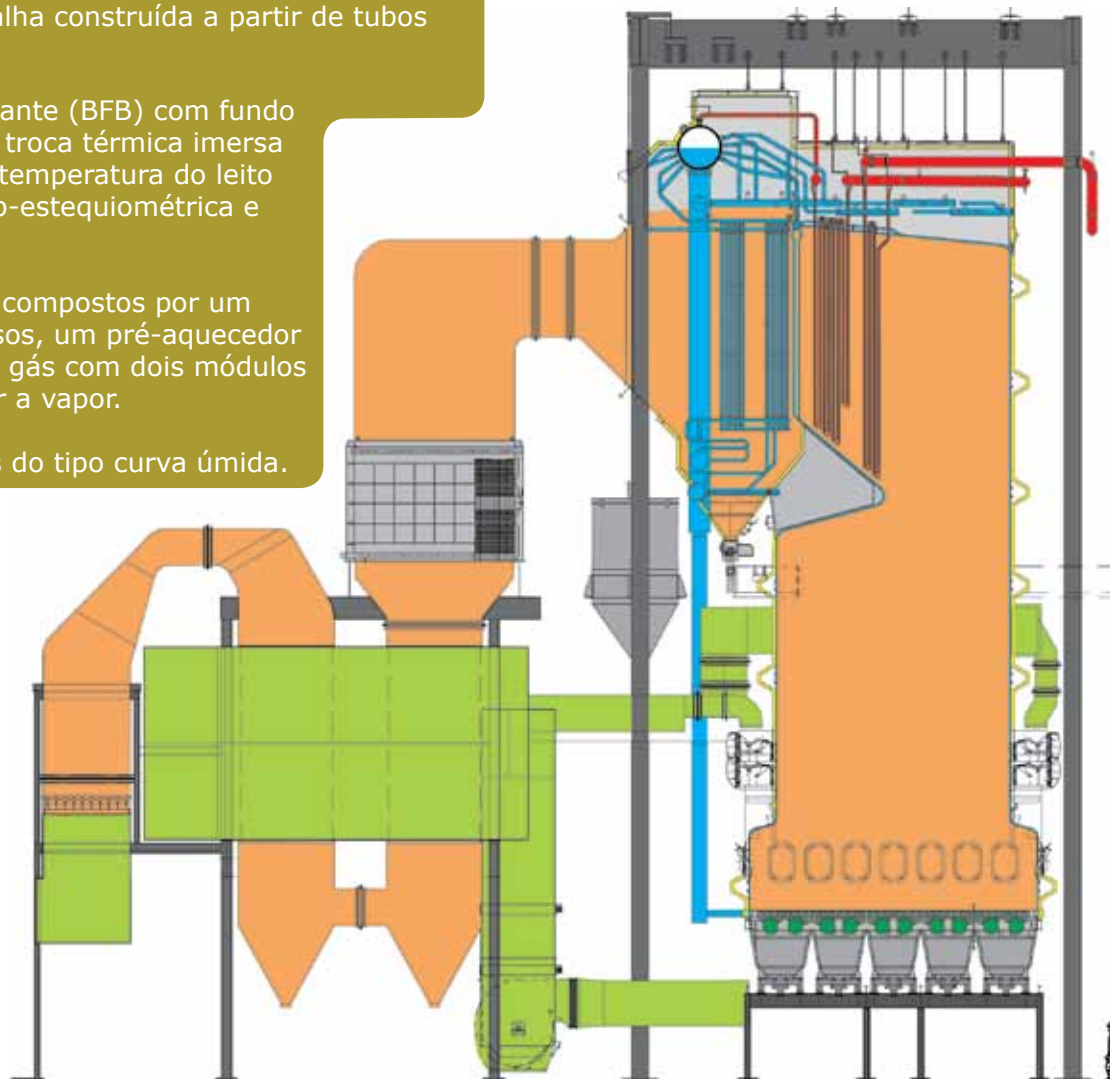 alha construída a partir de tubos
ante (BFB) com fundo
troca térmica imersa
temperatura do leito
o-estequiométrica e
compostos por um
sos, um pré-aquecedor
gás com dois módulos
r a vapor.
s do tipo curva úmida.